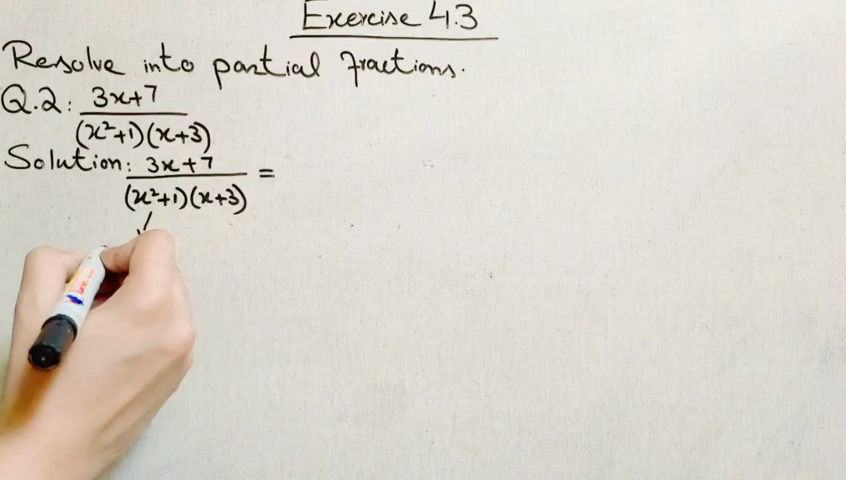 Exercise 4.3
Resolve into partial fractions.
Q.2: 3x+7
(x²+1)(x+3)
Solution: 3x+7 =
(x²+1)(x+3)